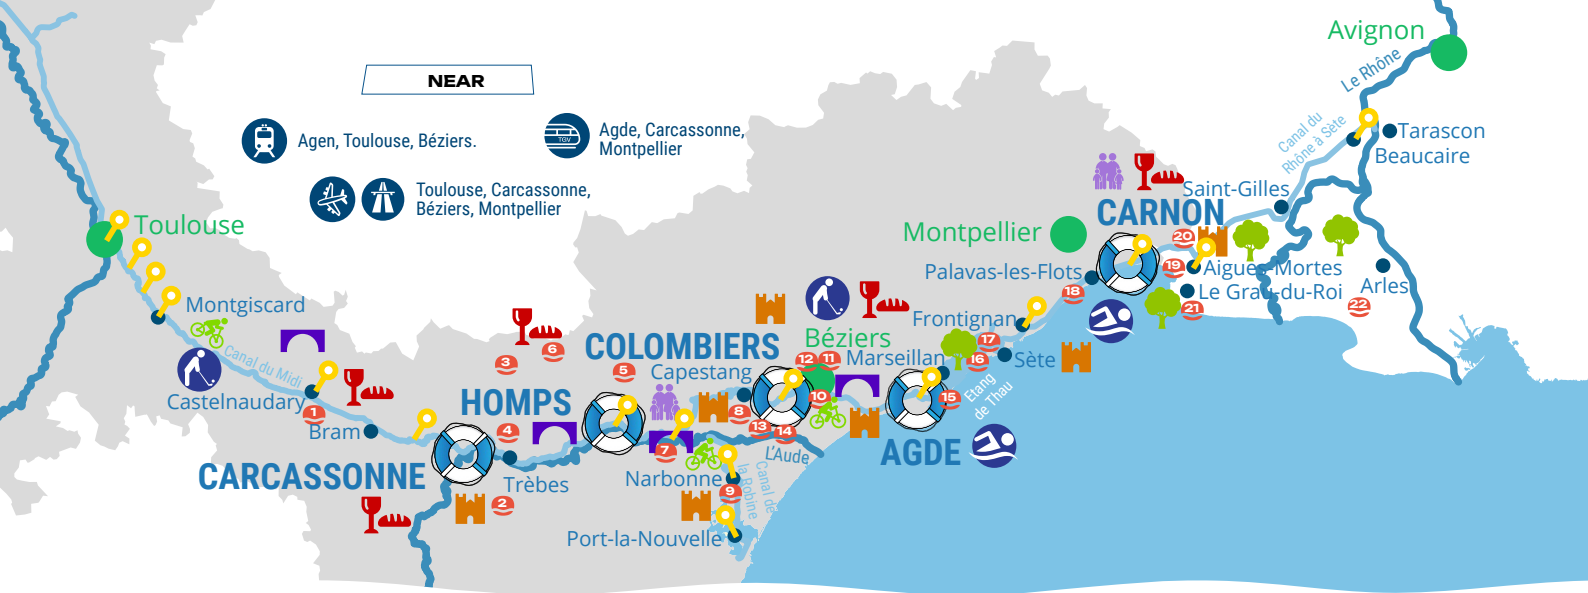 Avignon
Le Rhône
NEAR
Agen, Toulouse, Béziers.
TGV
Agde, Carcassonne,
Montpellier
Toulouse, Carcassonne,
Béziers, Montpellier
Canal du
Rhône à Sète
Tarascon
Beaucaire
Saint-Gilles
CARNON
Toulouse
Montpellier
20
Palavas-les-Flots
19
Aigues-Mortes
Arles
18
Le Grau-du-Roi
22
21
Montgiscard
Frontignan
Canal du Midi
COLOMBIERS
Béziers
17
3
6
5
Capestang
12
11
Marseillan
16
Sète
Castelnaudary
1
HOMPS
8
10
15
Etang
de Thau
Bram
4
13
14
7
L'Aude
AGDE
CARCASSONNE
Trèbes
Narbonne
9
Canal de
la Robine
2
Port-la-Nouvelle